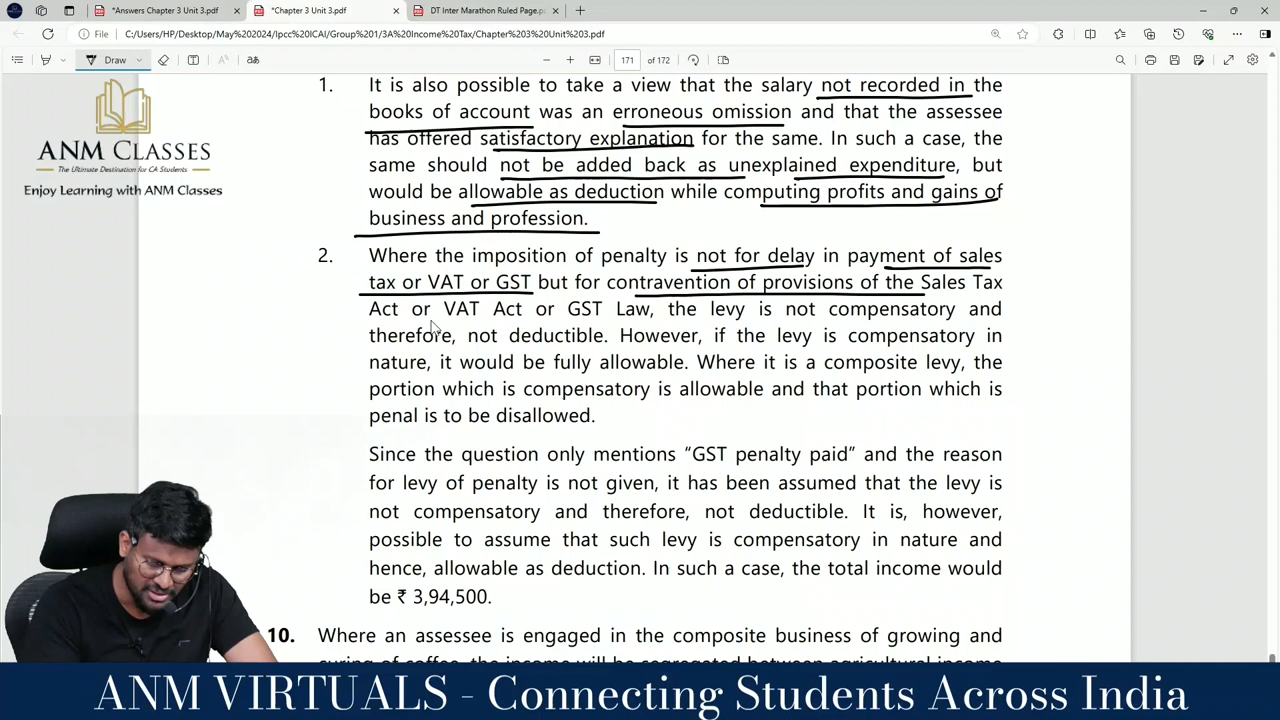 *Answers Chapter 3 Unit 3.pdf
*Chapter 3 Unit 3.pdf
DT Inter Marathon Ruled Page.p
File
C:/Users/HP/Desktop/May%202024/Ipcc%20ICAI/Group%201/3A%20Income%20Tax/Chapter%203%20Unit%203.pdf
Draw
171 of 172
ANM CLASSES
The Ultimate Destination for CA Students
Enjoy Learning with ANM Classes
1. It is also possible to take a view that the salary not recorded in the
books of account was an erroneous omission and that the assessee
has offered satisfactory explanation for the same. In such a case, the
same should not be added back as unexplained expenditure, but
would be allowable as deduction while computing profits and gains of
business and profession.
2. Where the imposition of penalty is not for delay in payment of sales
tax or VAT or GST but for contravention of provisions of the Sales Tax
Act or VAT Act or GST Law, the levy is not compensatory and
therefore, not deductible. However, if the levy is compensatory in
nature, it would be fully allowable. Where it is a composite levy, the
portion which is compensatory is allowable and that portion which is
penal is to be disallowed.
Since the question only mentions “GST penalty paid” and the reason
for levy of penalty is not given, it has been assumed that the levy is
not compensatory and therefore, not deductible. It is, however,
possible to assume that such levy is compensatory in nature and
hence, allowable as deduction. In such a case, the total income would
be ₹ 3,94,500.
10. Where an assessee is engaged in the composite business of growing and
curing of coffee, the income will be segregated between agricultural income
ANM VIRTUALS - Connecting Students Across India